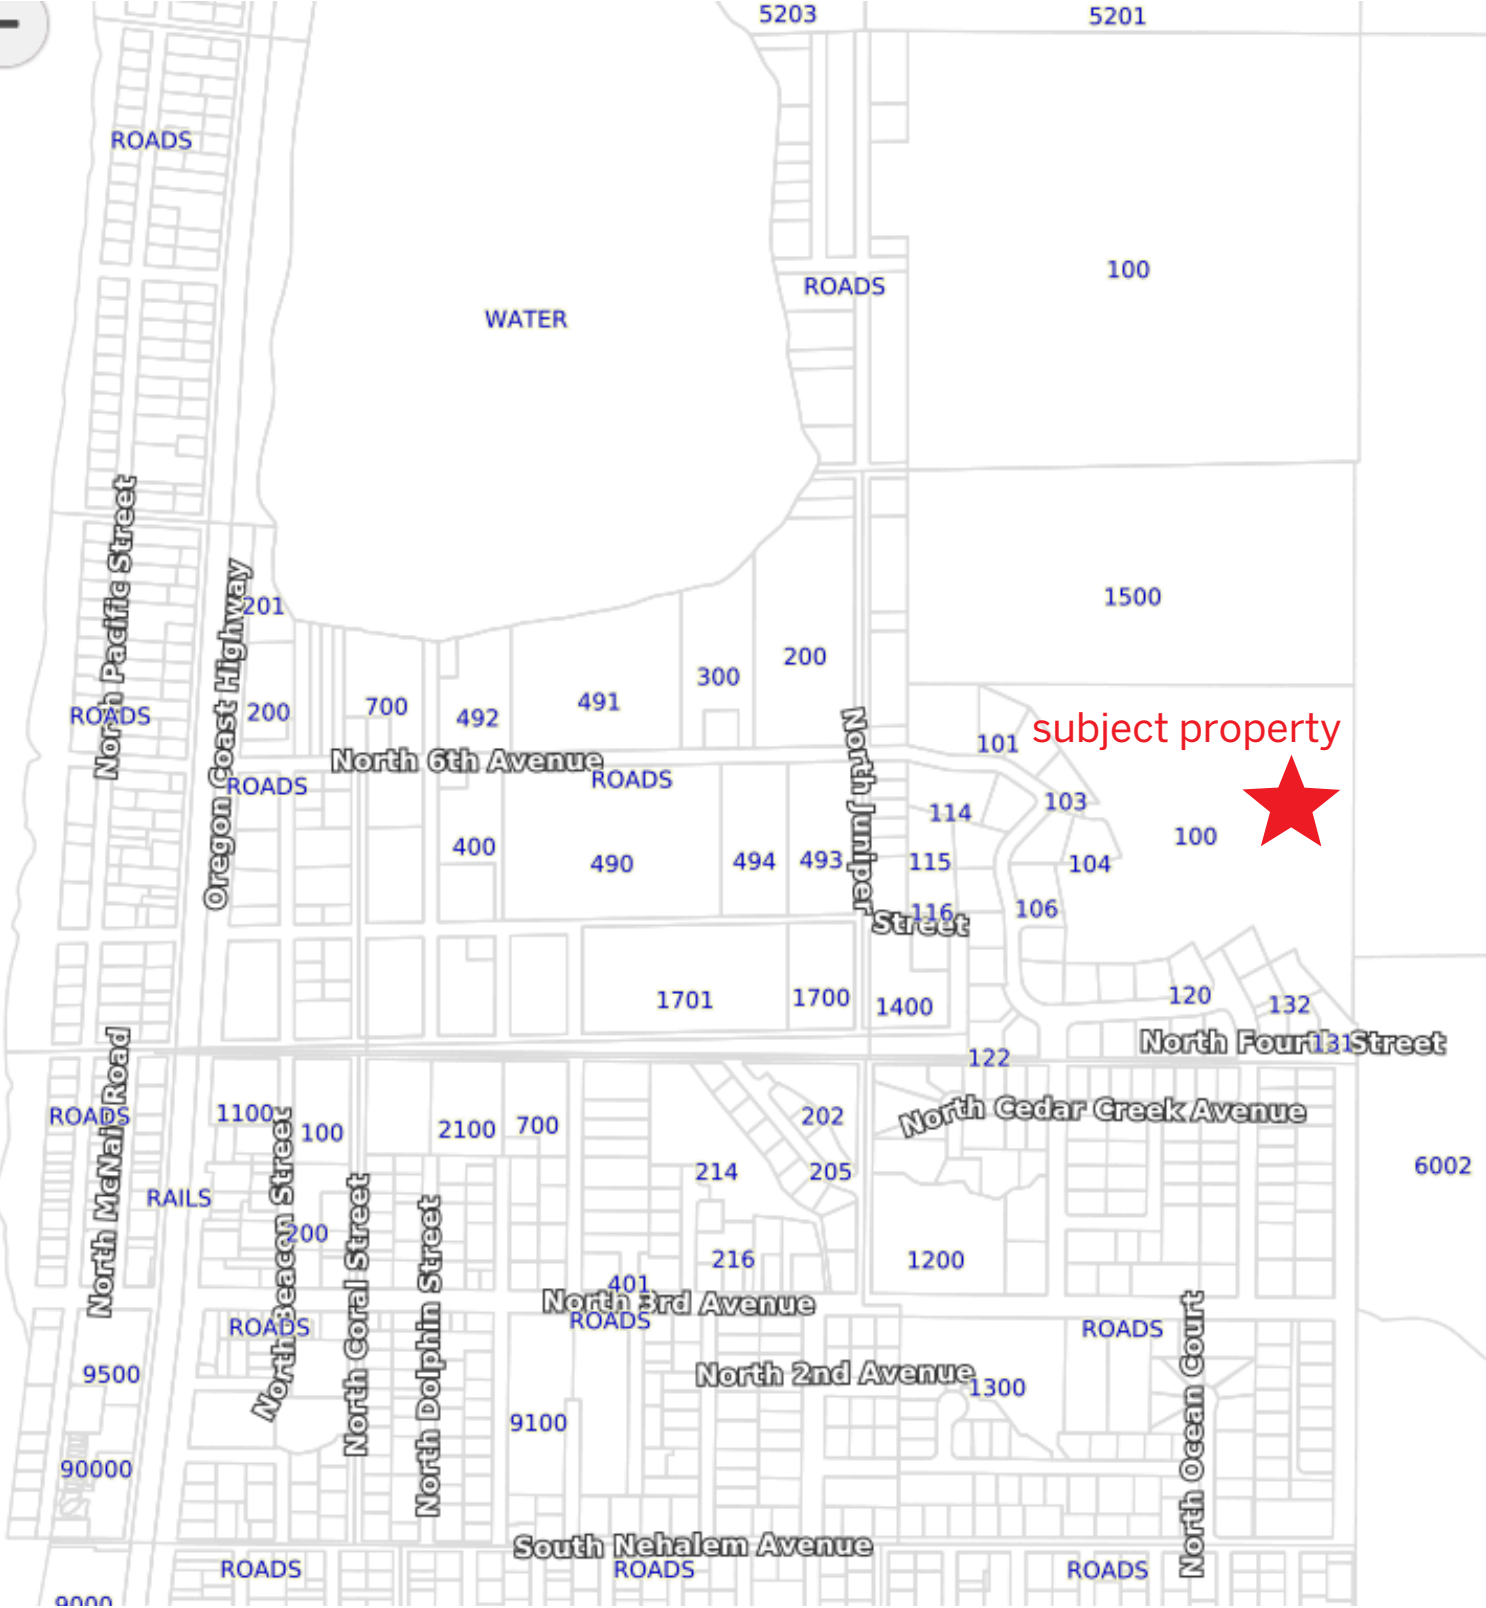 5203
5201
ROADS
100
ROADS
WATER
North Pacific Street
Oregon Coast Highway
201
1500
200
300
491
700
492
200
ROADS
North Juniper Street
101
subject property
North 6th Avenue
ROADS
ROADS
103
114
100
400
490
494
493
115
104
116
106
1701
1700
1400
120
132
North Fourth Street
131
122
North McNair Road
ROADS
1100
100
2100
700
202
North Cedar Creek Avenue
214
205
6002
RAILS
North Beacon Street
200
North Coral Street
North Dolphin Street
216
1200
401
North 3rd Avenue
ROADS
ROADS
ROADS
North Ocean Court
9500
North 2nd Avenue
1300
9100
90000
South Nehalem Avenue
ROADS
ROADS
ROADS
9000